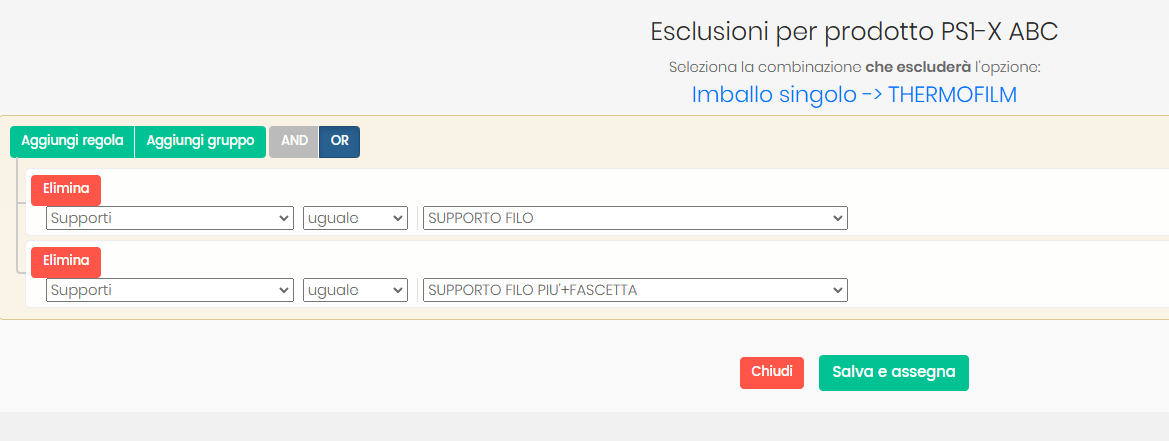 Esclusioni per prodotto PS1-X ABC
Seleziona la combinazione che escluderà l'opzione:
Imballo singolo -> THERMOFILM
Aggiungi regola Aggiungi gruppo AND OR
Elimina
Supporti uguale SUPPORTO FILO
Elimina
Supporti uguale SUPPORTO FILO PIU'+FASCETTA
Chiudi Salva e assegna